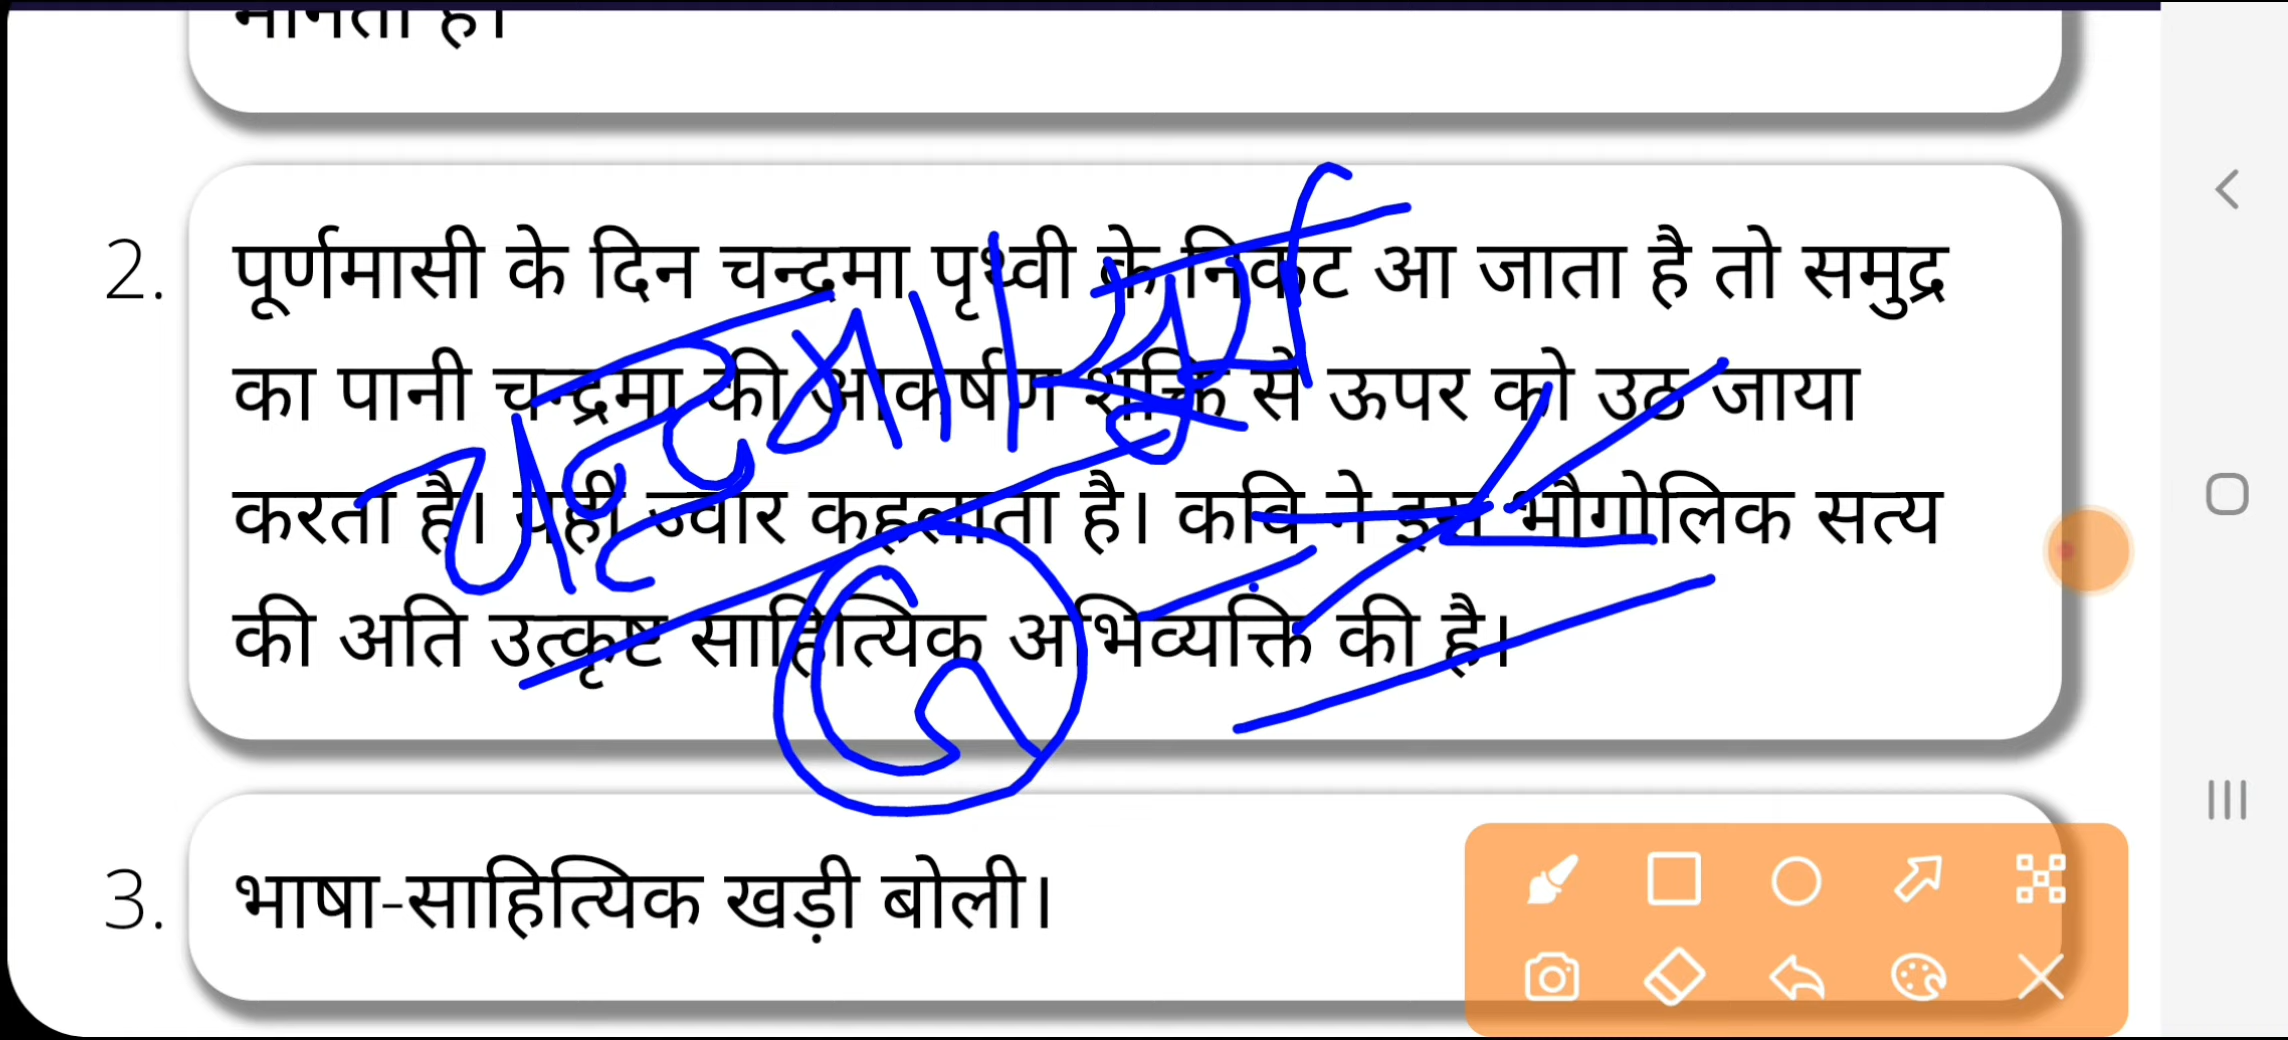 मानता है।
2. पूर्णमासी के दिन चन्द्रमा पृथ्वी के निकट आ जाता है तो समुद्र
का पानी चन्द्रमा की आकर्षण शक्ति से ऊपर को उठ जाया
करता है। यही ज्वार कहलाता है। कवि ने इस भौगोलिक सत्य
की अति उत्कृष्ट साहित्यिक अभिव्यक्ति की है।
3. भाषा-साहित्यिक खड़ी बोली।